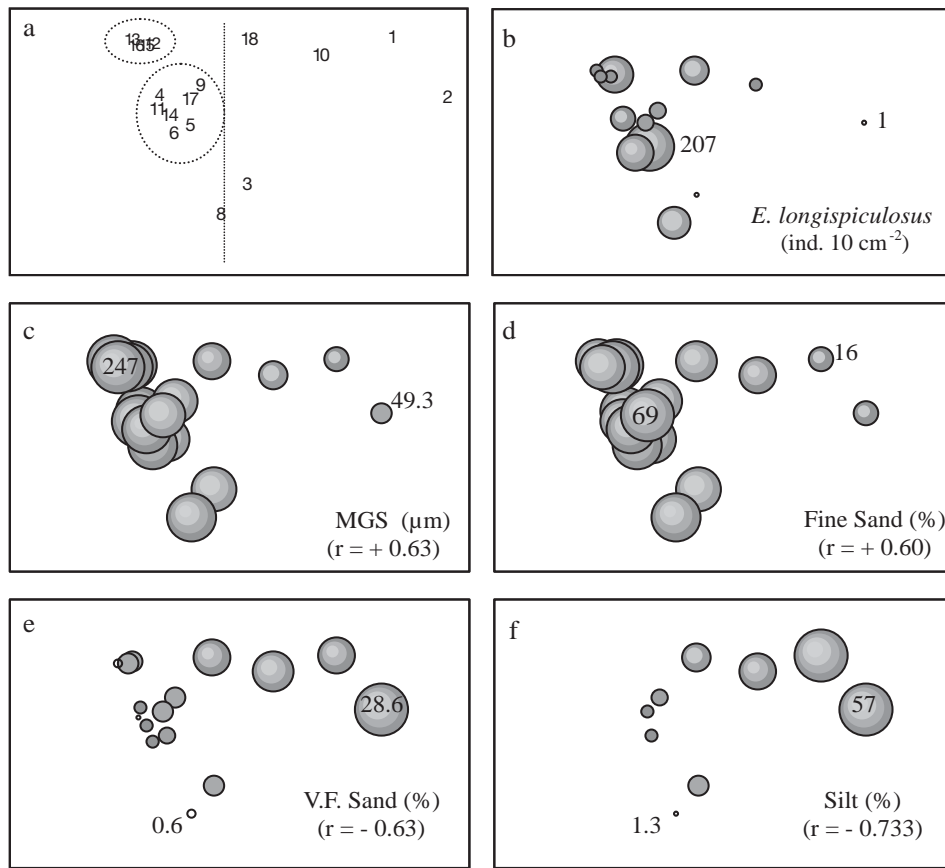 a
18
1
10
2
9
4
17
11
14
5
6
3
8
12
b
207
1
E. longispiculosus
(ind. 10 cm-2)
c
247
49.3
MGS (µm)
(r = + 0.63)
d
16
69
Fine Sand (%)
(r = + 0.60)
e
28.6
0.6
V.F. Sand (%)
(r = - 0.63)
f
57
1.3
Silt (%)
(r = - 0.733)